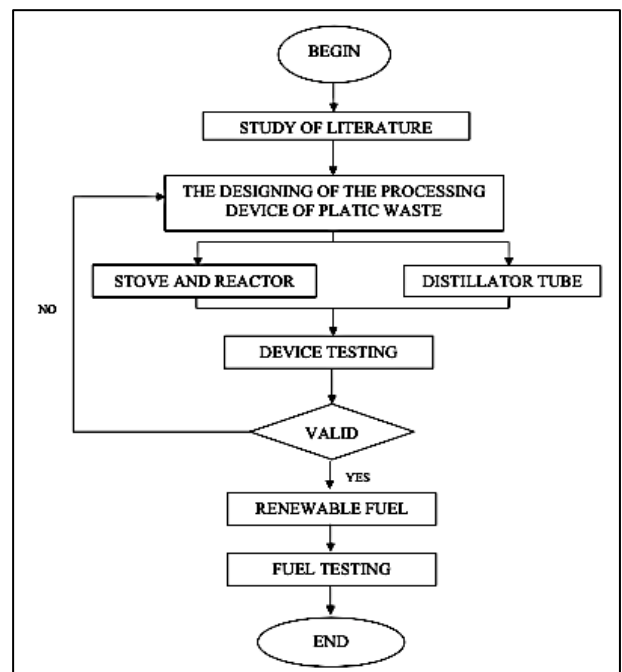 BEGIN
STUDY OF LITERATURE
THE DESIGNING OF THE PROCESSING
DEVICE OF PLATIC WASTE
STOVE AND REACTOR
DISTILLATOR TUBE
NO
DEVICE TESTING
VALID
YES
RENEWABLE FUEL
FUEL TESTING
END